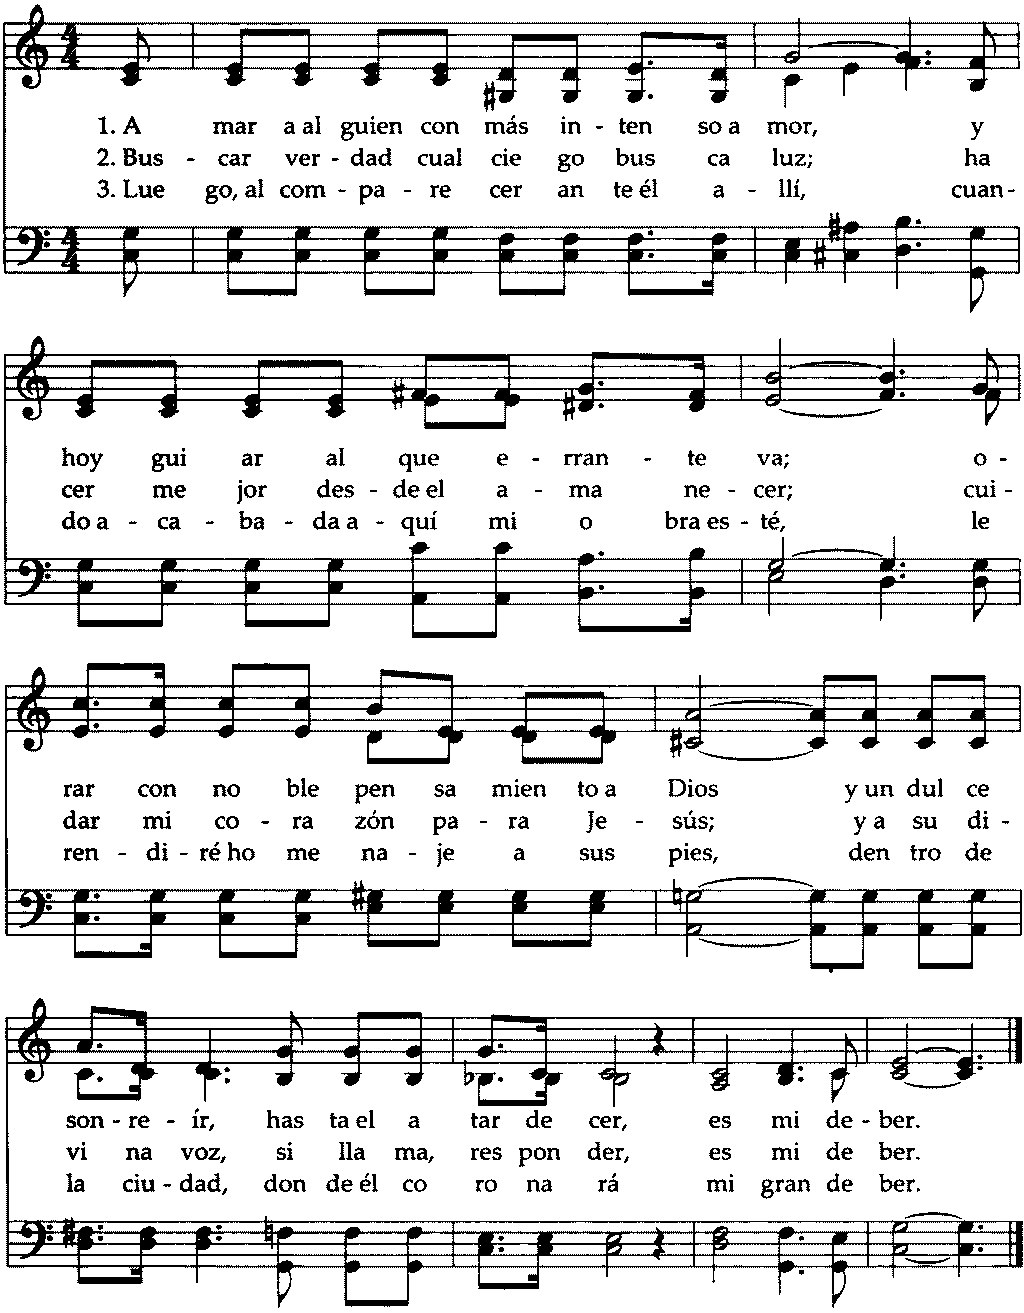 1. A mar a al guien con más in - ten so a mor, y
2. Bus - car ver - dad cual cie go bus ca luz; ha
3. Lue go, al com - pa - re cer an te él a - llí, cuan -
hoy gui ar al que e - rran - te va; o -
cer me jor des - de el a - ma ne - cer; cui -
do a - ca - ba - da a - quí mi o bra es - té, le
rar con no ble pen sa mien to a Dios y un dul ce
dar mi co - ra zón pa - ra Je - sús; y a su di -
ren - di - ré ho me na - je a sus pies, den tro de
son - re - ír, has ta el a tar de cer, es mi de - ber.
vi na voz, si lla ma, res pon der, es mi de ber.
la ciu - dad, don de él co ro na rá mi gran de ber.